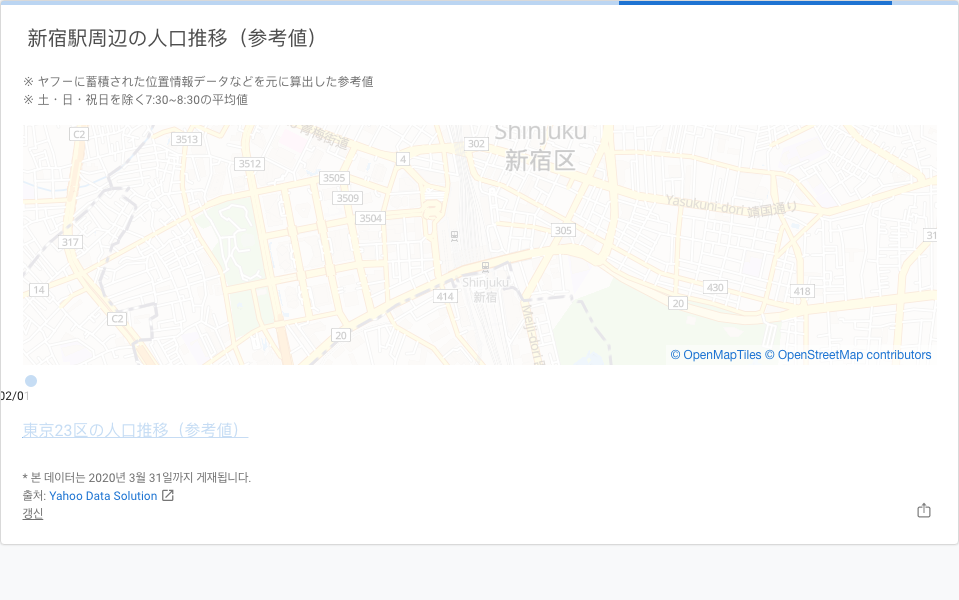 新宿駅周辺の人口推移（参考値）
※ ヤフーに蓄積された位置情報データなどを元に算出した参考値
※ 土・日・祝日を除く7:30~8:30の平均値
C2
3513
青梅街道
302
Shinjuku
新宿区
3512
4
3505
3509
3504
Yasukuni-dori 靖国通り
317
305
31
14
414
Shinjuku
新宿
430
418
20
C2
20
Meiji-dori
© OpenMapTiles © OpenStreetMap contributors
02/01
東京23区の人口推移（参考値）
* 본 데이터는 2020년 3월 31일까지 게재됩니다.
출처: Yahoo Data Solution
갱신